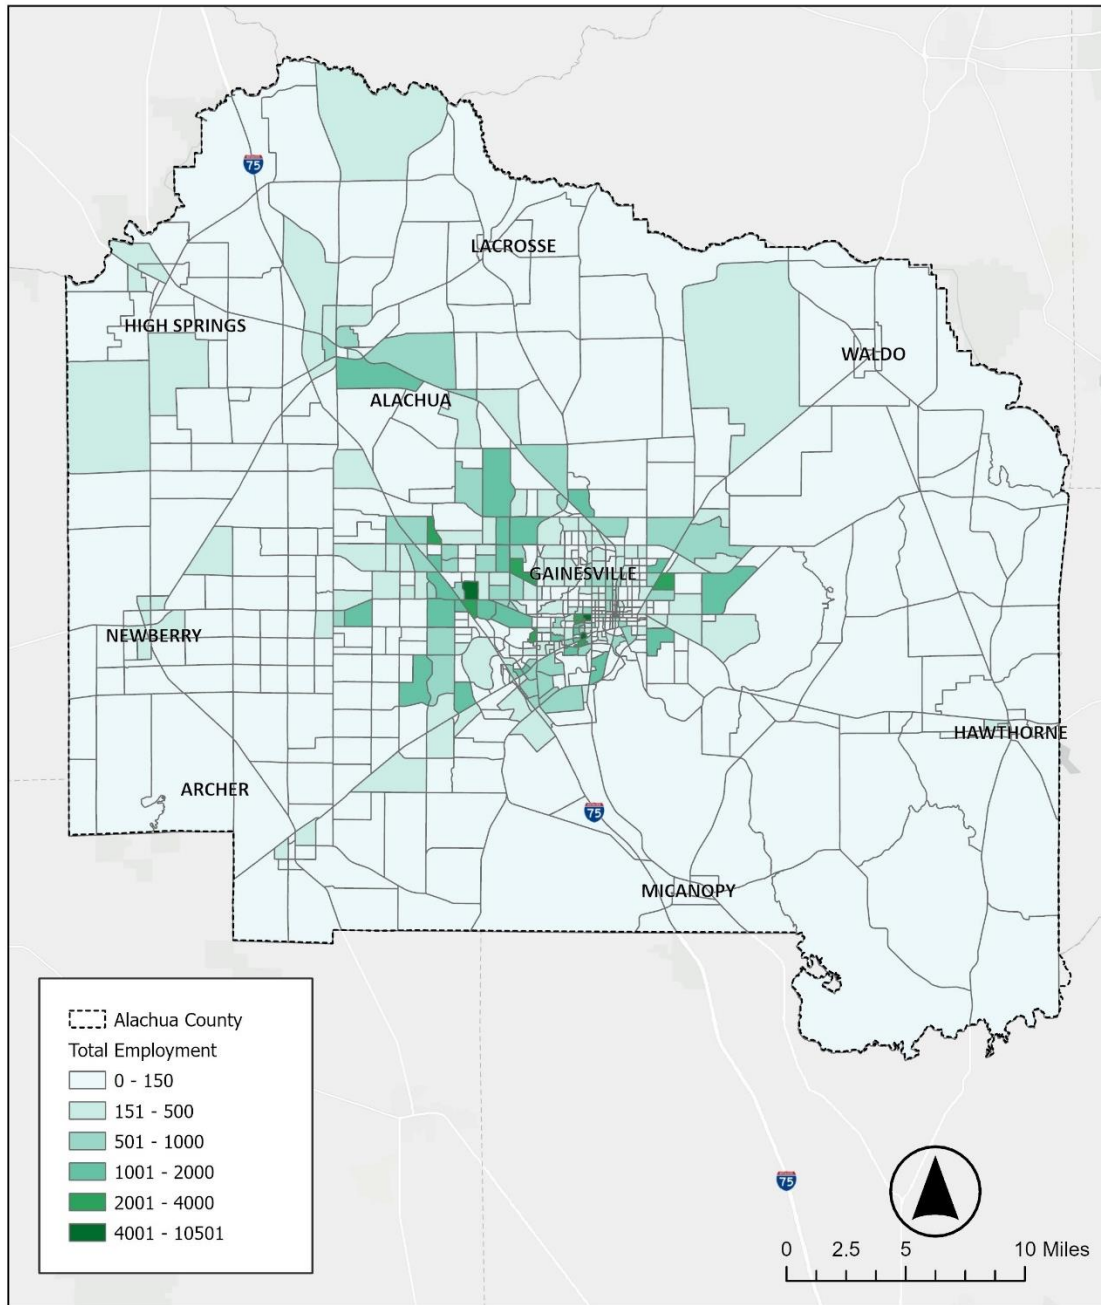 75
LACROSSE
HIGH SPRINGS
WALDO
ALACHUA
GAINESVILLE
NEWBERRY
HAWTHORNE
ARCHER
75
MICANOPY
Alachua County
Total Employment
0 - 150
151 - 500
501 - 1000
1001 - 2000
2001 - 4000
4001 - 10501
75
0 2.5 5 10 Miles